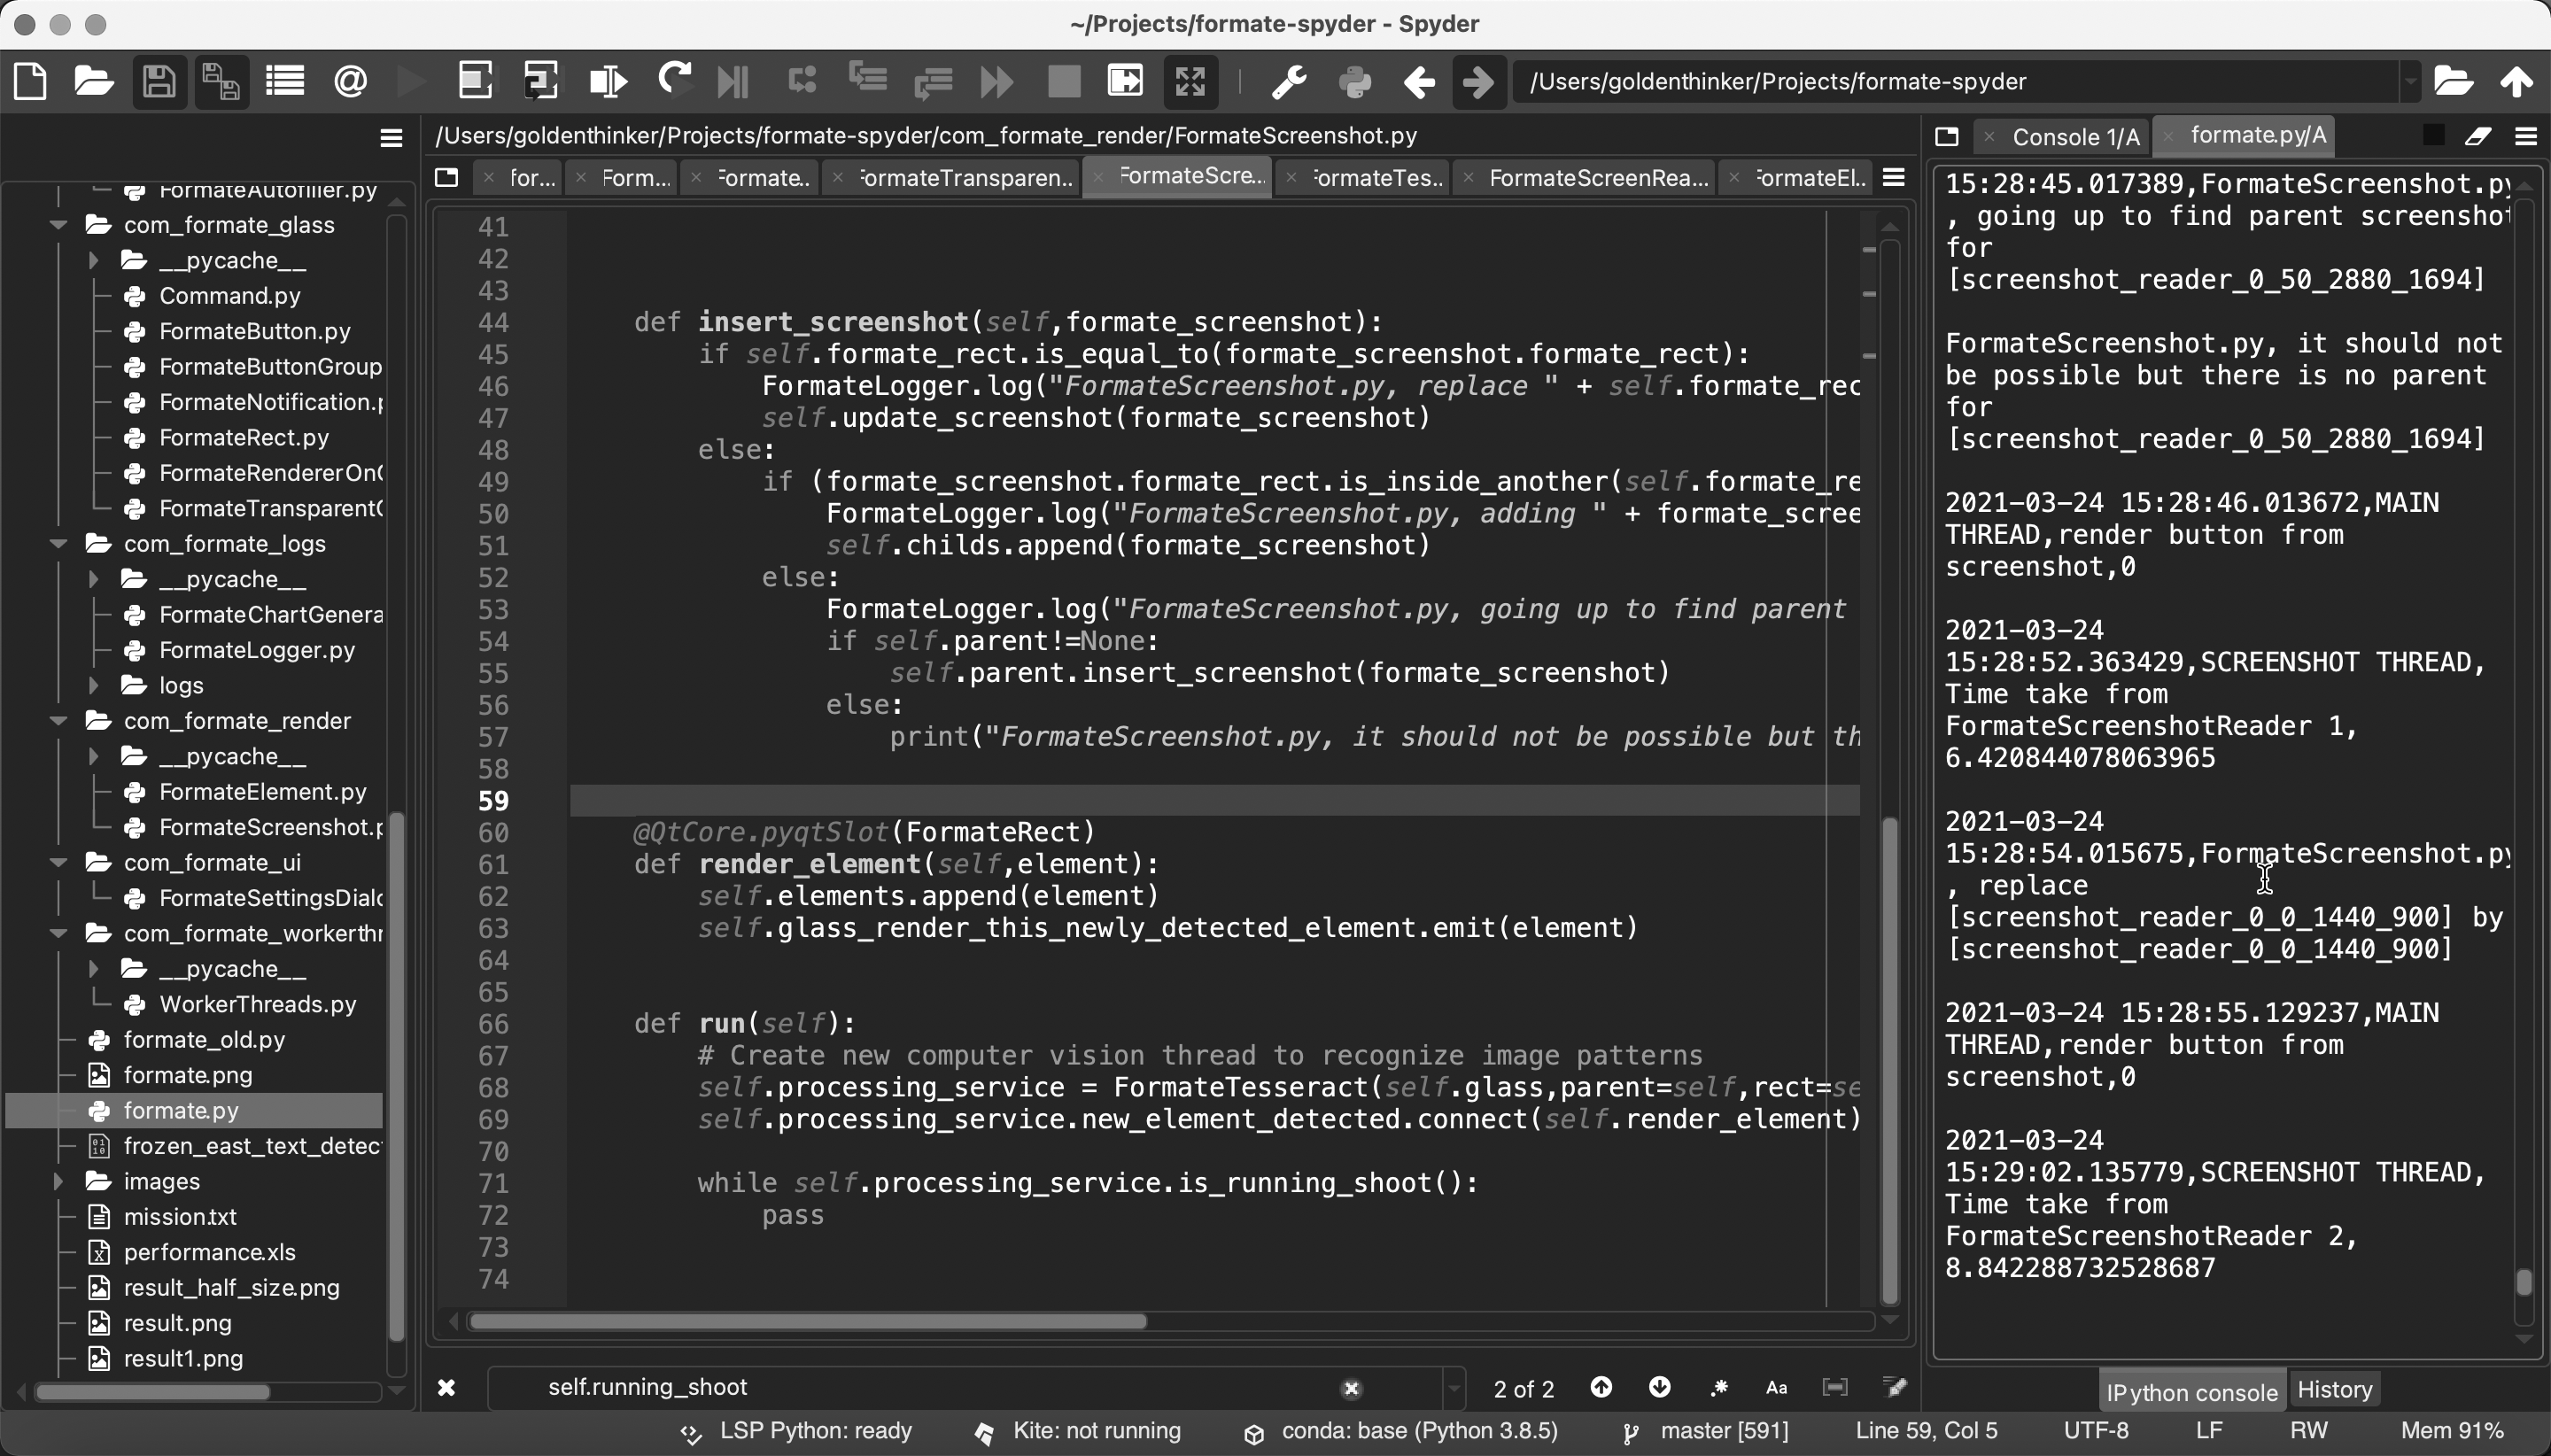 ~/Projects/formate-spyder - Spyder
/Users/goldenthinker/Projects/formate-spyder
/Users/goldenthinker/Projects/formate-spyder/com_formate_render/FormateScreenshot.py
for...
Form...
Formate..
FormateTransparen..
FormateScre...
FormateTes..
FormateScreenRea...
FormateEl..
Console 1/A
formate.py/A
FormateAutofiller.py
com_formate_glass
__pycache__
Command.py
FormateButton.py
FormateButtonGroup
FormateNotification.p
FormateRect.py
FormateRendererOn
FormateTransparent
com_formate_logs
__pycache__
FormateChartGenera
FormateLogger.py
logs
com_formate_render
__pycache__
FormateElement.py
FormateScreenshot.p
com_formate_ui
FormateSettingsDialo
com_formate_workerthr
__pycache__
WorkerThreads.py
formate_old.py
formate.png
formate.py
frozen_east_text_detec
images
mission.txt
performance.xls
result_half_size.png
result.png
result1.png
41
42
43
44 def insert_screenshot(self,formate_screenshot):
45 if self.formate_rect.is_equal_to(formate_screenshot.formate_rect):
46 FormateLogger.log("FormateScreenshot.py, replace " + self.formate_rec
47 self.update_screenshot(formate_screenshot)
48 else:
49 if (formate_screenshot.formate_rect.is_inside_another(self.formate_re
50 FormateLogger.log("FormateScreenshot.py, adding " + formate_scree
51 self.childs.append(formate_screenshot)
52 else:
53 FormateLogger.log("FormateScreenshot.py, going up to find parent
54 if self.parent!=None:
55 self.parent.insert_screenshot(formate_screenshot)
56 else:
57 print("FormateScreenshot.py, it should not be possible but th
58
59
60 @QtCore.pyqtSlot(FormateRect)
61 def render_element(self,element):
62 self.elements.append(element)
63 self.glass_render_this_newly_detected_element.emit(element)
64
65
66 def run(self):
67 # Create new computer vision thread to recognize image patterns
68 self.processing_service = FormateTesseract(self.glass,parent=self,rect=se
69 self.processing_service.new_element_detected.connect(self.render_element)
70
71 while self.processing_service.is_running_shoot():
72 pass
73
74
15:28:45.017389,FormateScreenshot.py
, going up to find parent screenshot
for
[screenshot_reader_0_50_2880_1694]
FormateScreenshot.py, it should not
be possible but there is no parent
for
[screenshot_reader_0_50_2880_1694]
2021-03-24 15:28:46.013672,MAIN
THREAD,render button from
screenshot,0
2021-03-24
15:28:52.363429,SCREENSHOT THREAD,
Time take from
FormateScreenshotReader 1,
6.420844078063965
2021-03-24
15:28:54.015675,FormateScreenshot.py
, replace
[screenshot_reader_0_0_1440_900] by
[screenshot_reader_0_0_1440_900]
2021-03-24 15:28:55.129237,MAIN
THREAD,render button from
screenshot,0
2021-03-24
15:29:02.135779,SCREENSHOT THREAD,
Time take from
FormateScreenshotReader 2,
8.842288732528687
self.running_shoot
2 of 2
Aa
IPython console
History
LSP Python: ready
Kite: not running
conda: base (Python 3.8.5)
master [591]
Line 59, Col 5
UTF-8
LF
RW
Mem 91%